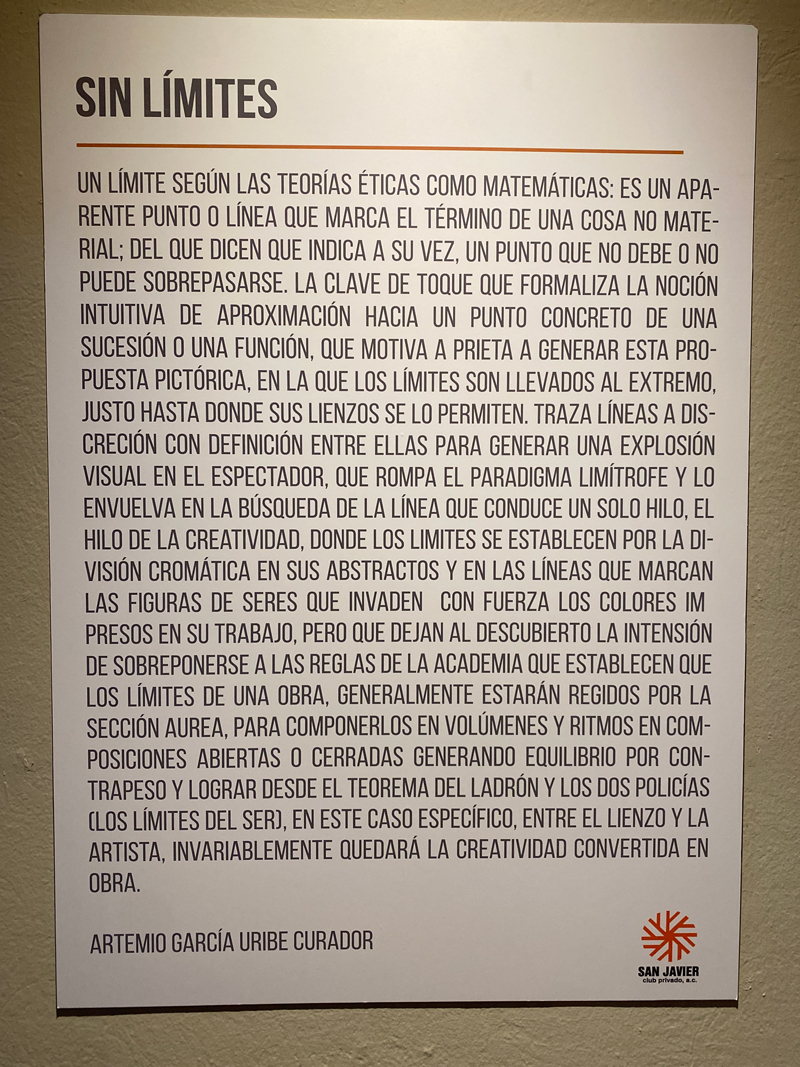 SIN LÍMITES
UN LÍMITE SEGÚN LAS TEORÍAS ÉTICAS COMO MATEMÁTICAS: ES UN APA-
RENTE PUNTO O LÍNEA QUE MARCA EL TÉRMINO DE UNA COSA NO MATE-
RIAL; DEL QUE DICEN QUE INDICA A SU VEZ, UN PUNTO QUE NO DEBE O NO
PUEDE SOBREPASARSE. LA CLAVE DE TOQUE QUE FORMALIZA LA NOCIÓN
INTUITIVA DE APROXIMACIÓN HACIA UN PUNTO CONCRETO DE UNA
SUCESIÓN O UNA FUNCIÓN, QUE MOTIVA A PRIETA A GENERAR ESTA PRO-
PUESTA PICTÓRICA, EN LA QUE LOS LÍMITES SON LLEVADOS AL EXTREMO,
JUSTO HASTA DONDE SUS LIENZOS SE LO PERMITEN. TRAZA LÍNEAS A DIS-
CRECIÓN CON DEFINICIÓN ENTRE ELLAS PARA GENERAR UNA EXPLOSIÓN
VISUAL EN EL ESPECTADOR, QUE ROMPA EL PARADIGMA LIMÍTROFE Y LO
ENVUELVA EN LA BÚSQUEDA DE LA LÍNEA QUE CONDUCE UN SOLO HILO, EL
HILO DE LA CREATIVIDAD, DONDE LOS LIMITES SE ESTABLECEN POR LA DI-
VISIÓN CROMÁTICA EN SUS ABSTRACTOS Y EN LAS LÍNEAS QUE MARCAN
LAS FIGURAS DE SERES QUE INVADEN CON FUERZA LOS COLORES IM
PRESOS EN SU TRABAJO, PERO QUE DEJAN AL DESCUBIERTO LA INTENSIÓN
DE SOBREPONERSE A LAS REGLAS DE LA ACADEMIA QUE ESTABLECEN QUE
LOS LÍMITES DE UNA OBRA, GENERALMENTE ESTARÁN REGIDOS POR LA
SECCIÓN AUREA, PARA COMPONERLOS EN VOLÚMENES Y RITMOS EN COM-
POSICIONES ABIERTAS O CERRADAS GENERANDO EQUILIBRIO POR CON-
TRAPESO Y LOGRAR DESDE EL TEOREMA DEL LADRÓN Y LOS DOS POLICÍAS
(LOS LÍMITES DEL SER), EN ESTE CASO ESPECÍFICO, ENTRE EL LIENZO Y LA
ARTISTA, INVARIABLEMENTE QUEDARÁ LA CREATIVIDAD CONVERTIDA EN
OBRA.
ARTEMIO GARCÍA URIBE CURADOR
SAN JAVIER
club privado, a.c.